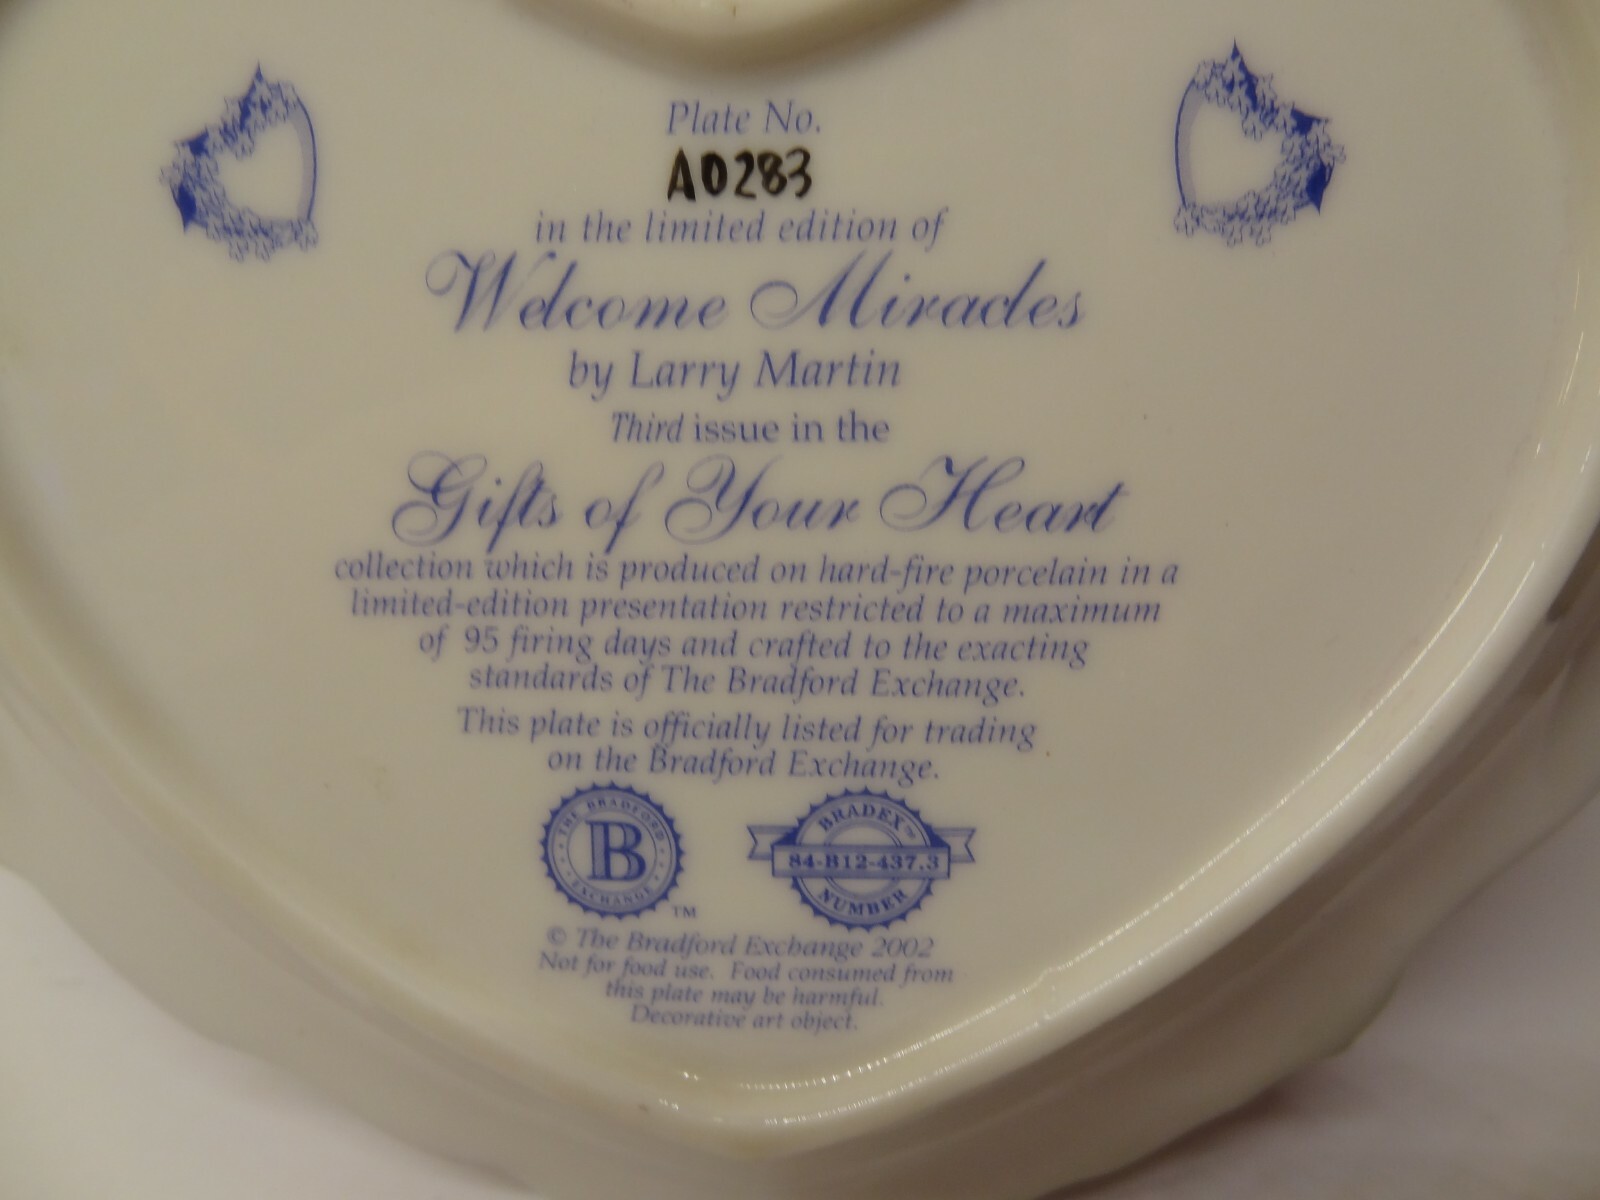 Plate No.
A0283
in the limited edition of
Welcome Miracles
by Larry Martin
Third issue in the
Gifts of Your Heart
collection which is produced on hard-fire porcelain in a
limited-edition presentation restricted to a maximum
of 95 firing days and crafted to the exacting
standards of The Bradford Exchange.
This plate is officially listed for trading
on the Bradford Exchange.
THE BRADFORD
B
EXCHANGE
TM
BRADEX™
84-B12-437.3
NUMBER
© The Bradford Exchange 2002
Not for food use. Food consumed from
this plate may be harmful.
Decorative art object.